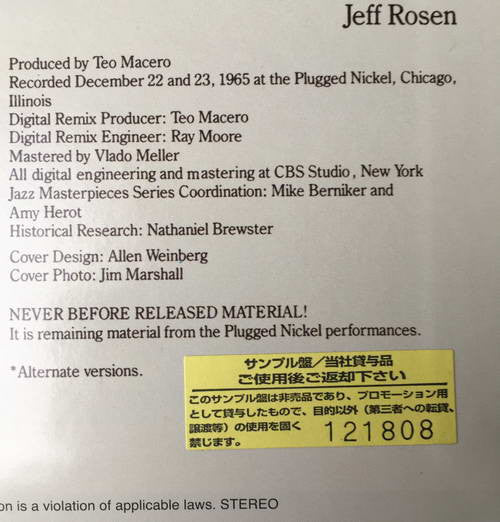 Jeff Rosen
Produced by Teo Macero
Recorded December 22 and 23, 1965 at the Plugged Nickel, Chicago,
Illinois
Digital Remix Producer: Teo Macero
Digital Remix Engineer: Ray Moore
Mastered by Vlado Meller
All digital engineering and mastering at CBS Studio, New York
Jazz Masterpieces Series Coordination: Mike Berniker and
Amy Herot
Historical Research: Nathaniel Brewster
Cover Design: Allen Weinberg
Cover Photo: Jim Marshall
NEVER BEFORE RELEASED MATERIAL!
It is remaining material from the Plugged Nickel performances.
*Alternate versions.
サンプル盤/当社貸与品
ご使用後ご返却下さい
このサンプル盤は非売品であり、プロモーション用
として貸与したもので、目的以外(第三者への転貸、
譲渡等)の使用を固く
禁じます。 121808
on is a violation of applicable laws. STEREO